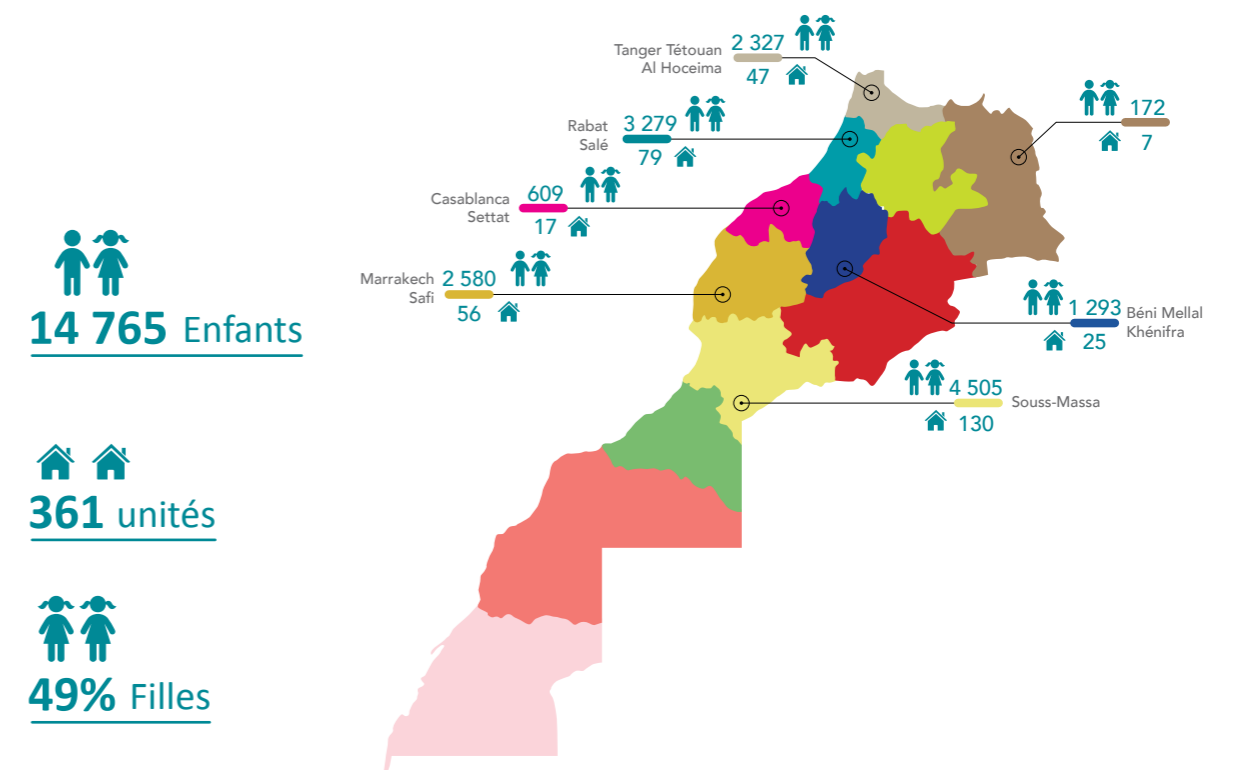 14 765 Enfants
361 unités
49% Filles
Tanger Tétouan
Al Hoceima
2 327
47
Rabat
Salé
3 279
79
Casablanca
Settat
609
17
Marrakech
Safi
2 580
56
172
7
1 293
25
Béni Mellal
Khénifra
4 505
130
Souss-Massa